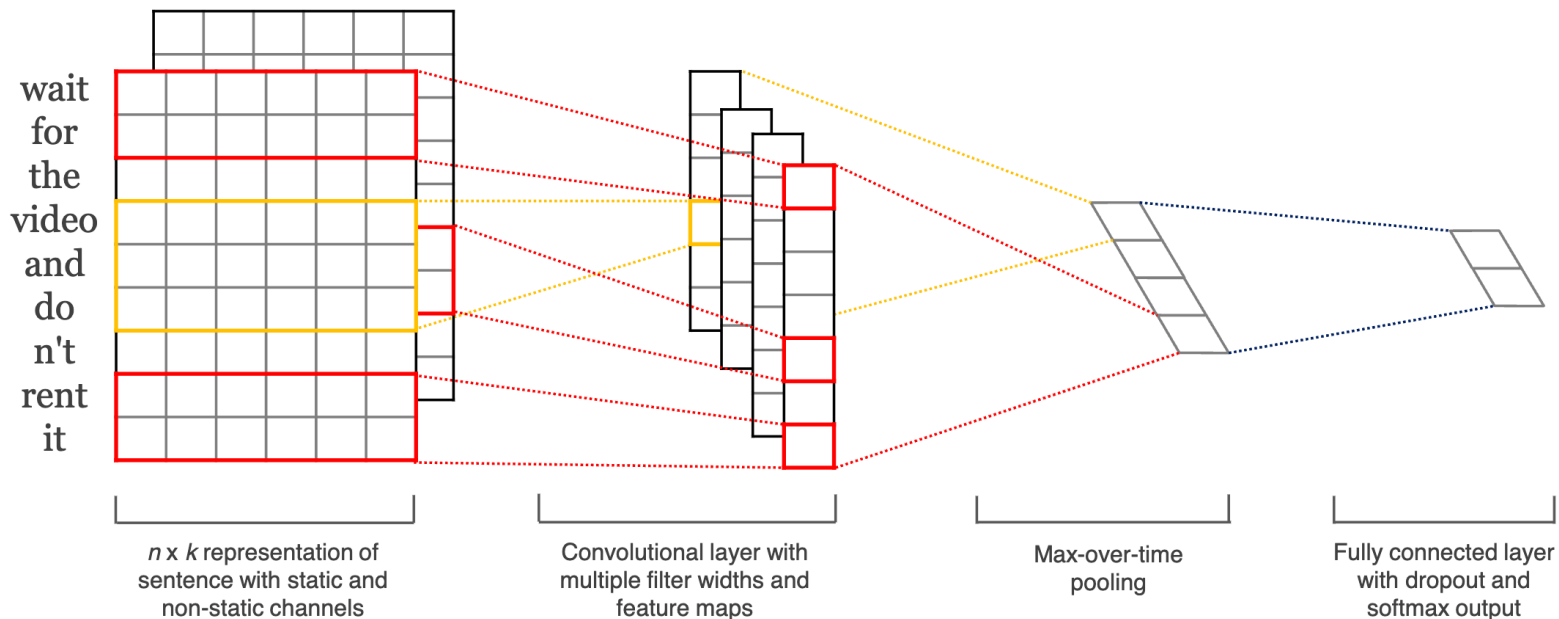 wait
for
the
video
and
do
n't
rent
it
n x k representation of
sentence with static and
non-static channels
Convolutional layer with
multiple filter widths and
feature maps
Max-over-time
pooling
Fully connected layer
with dropout and
softmax output